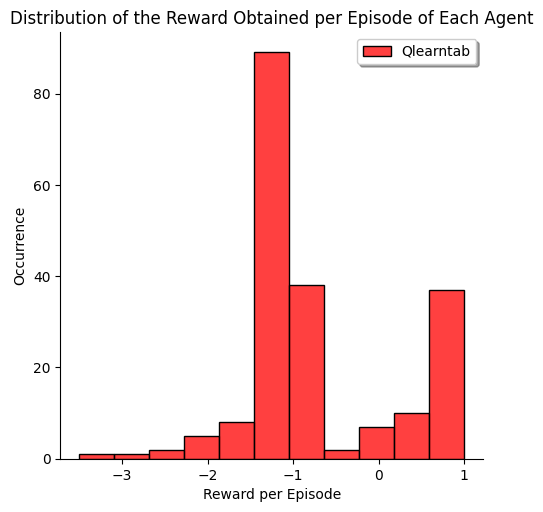 Distribution of the Reward Obtained per Episode of Each Agent
Qlearntab
Occurrence
80
60
40
20
0
−3
−2
−1
0
1
Reward per Episode